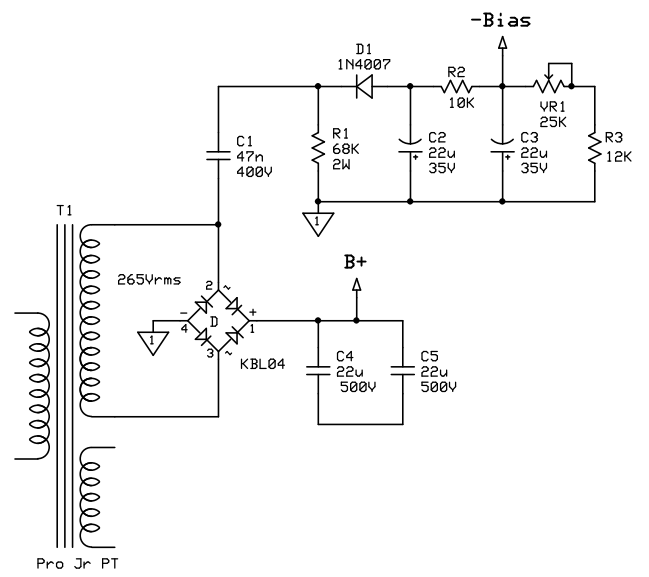 -Bias
D1
1N4007
R2
10K
VR1
25K
C1
47n
400V
R1
68K
2W
C2
22u
35V
+
C3
22u
35V
+
R3
12K
1
T1
265Vrms
B+
2 ~
- D +
4 1
3 ~
1
KBL04
C4
22u
500V
C5
22u
500V
Pro Jr PT